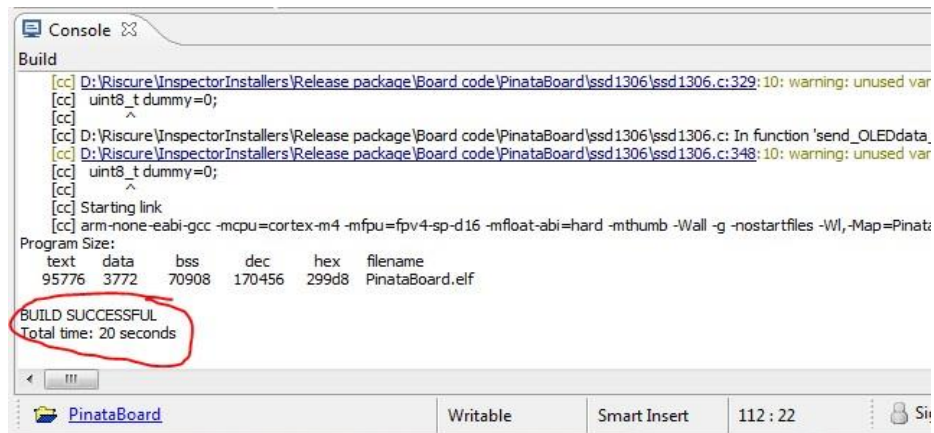 Console
Build
[cc] D:\Riscure\InspectorInstallers\Release package\Board code\PinataBoard\ssd1306\ssd1306.c:329:10: warning: unused var
[cc] uint8_t dummy=0;
[cc] ^
[cc] D:\Riscure\InspectorInstallers\Release package\Board code\PinataBoard\ssd1306\ssd1306.c: In function 'send_OLEDdata_
[cc] D:\Riscure\InspectorInstallers\Release package\Board code\PinataBoard\ssd1306\ssd1306.c:348:10: warning: unused var
[cc] uint8_t dummy=0;
[cc] ^
[cc] Starting link
[cc] arm-none-eabi-gcc -mcpu=cortex-m4 -mfpu=fpv4-sp-d16 -mfloat-abi=hard -mthumb -Wall -g -nostartfiles -Wl,-Map=Pinata
Program Size:
text data bss dec hex filename
95776 3772 70908 170456 299d8 PinataBoard.elf
BUILD SUCCESSFUL
Total time: 20 seconds
PinataBoard Writable Smart Insert 112 : 22